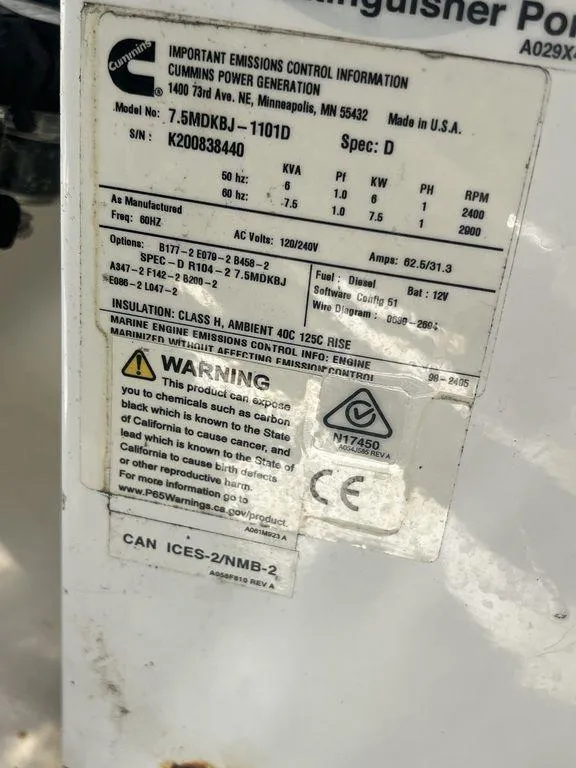 tinguisher Por
A029X4
Cummins
IMPORTANT EMISSIONS CONTROL INFORMATION
CUMMINS POWER GENERATION
1400 73rd Ave. NE, Minneapolis, MN 55432 Made in U.S.A.
Model No: 7.5MDKBJ-1101D Spec: D
S/N: K200838440
KVA Pf KW PH RPM
50 hz: 6 1.0 6 1 2400
60 hz: 7.5 1.0 7.5 1 2900
As Manufactured
Freq: 60HZ AC Volts: 120/240V Amps: 62.5/31.3
Options: B177-2 E079-2 B458-2
SPEC-D R104-2 7.5MDKBJ
A347-2 F142-2 B200-2
E086-2 L047-2
Fuel: Diesel Bat: 12V
Software Config 51
Wire Diagram: 0630-2604
INSULATION: CLASS H, AMBIENT 40C 125C RISE
MARINE ENGINE EMISSIONS CONTROL INFO: ENGINE
MARINIZED WITHOUT AFFECTING EMISSION CONTROL 99-2405
WARNING
This product can expose
you to chemicals such as carbon
black which is known to the State
of California to cause cancer, and
lead which is known to the State of
California to cause birth defects
or other reproductive harm.
For more information go to
www.P65Warnings.ca.gov/product.
A061M923 A
N17450
A054J585 REV A
CE
CAN ICES-2/NMB-2
A058F810 REV A